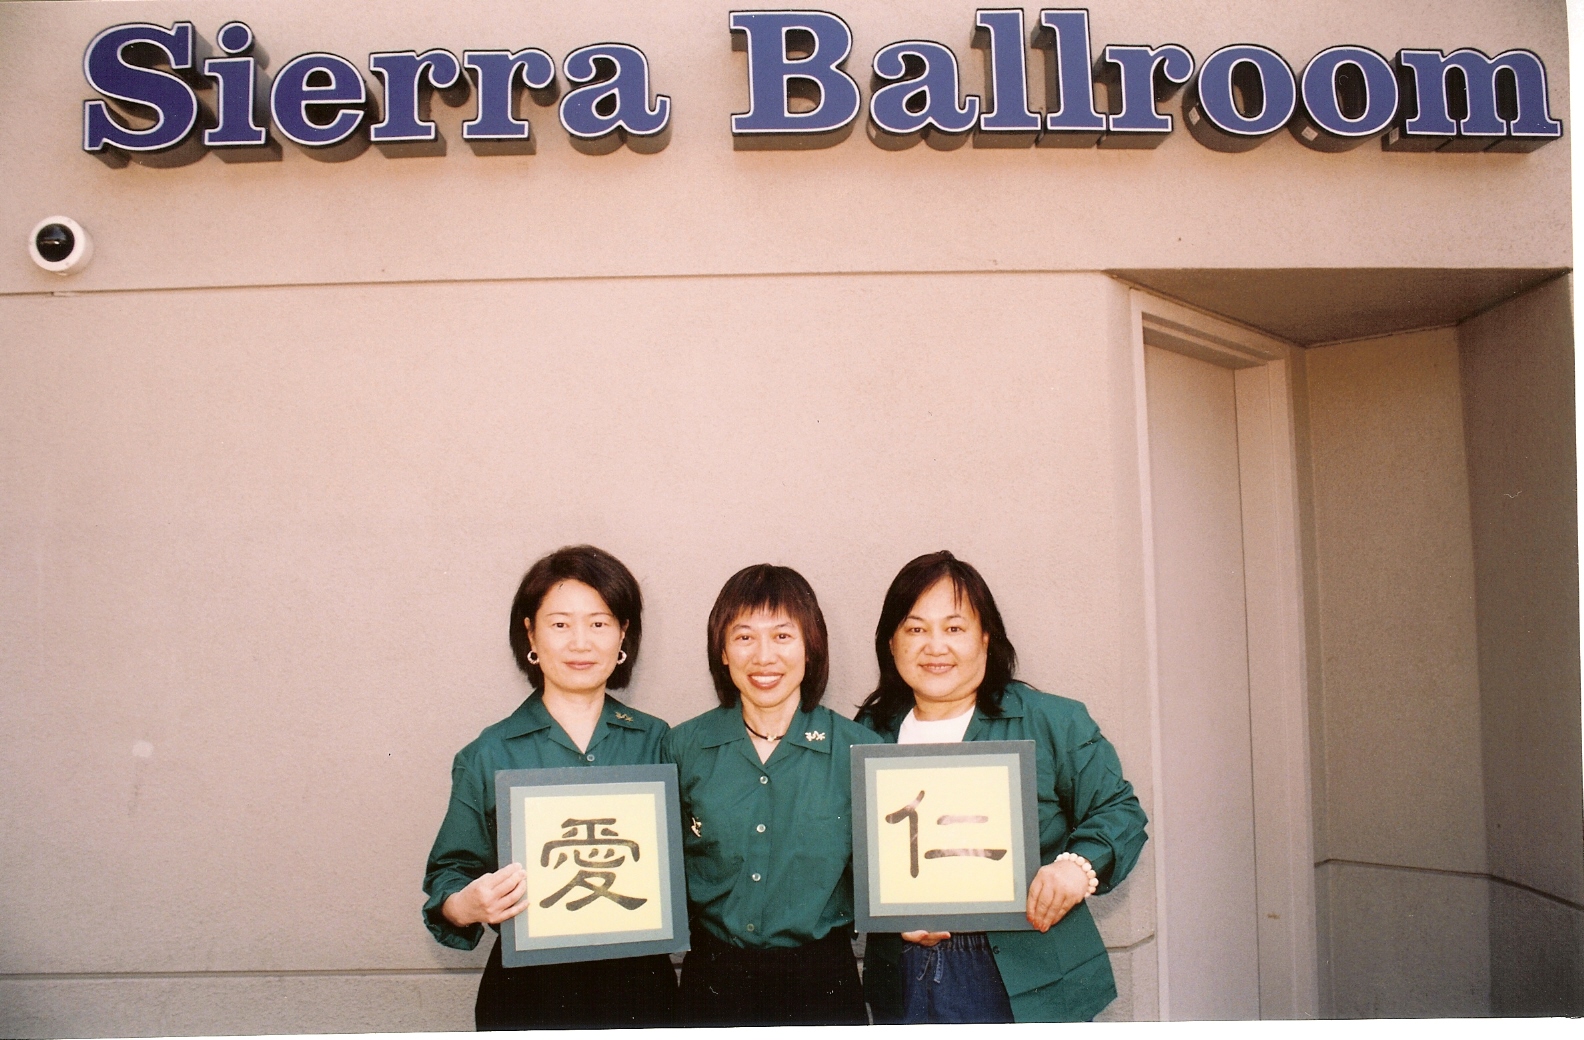 Sierra Ballroom
愛
仁